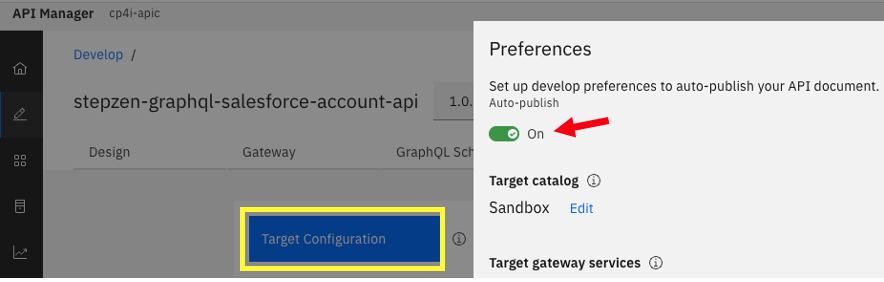 API Manager cp4i-apic
Develop /
stepzen-graphql-salesforce-account-api 1.0.
Design Gateway GraphQL Sch
Target Configuration
Preferences
Set up develop preferences to auto-publish your API document.
Auto-publish
On
Target catalog
Sandbox Edit
Target gateway services